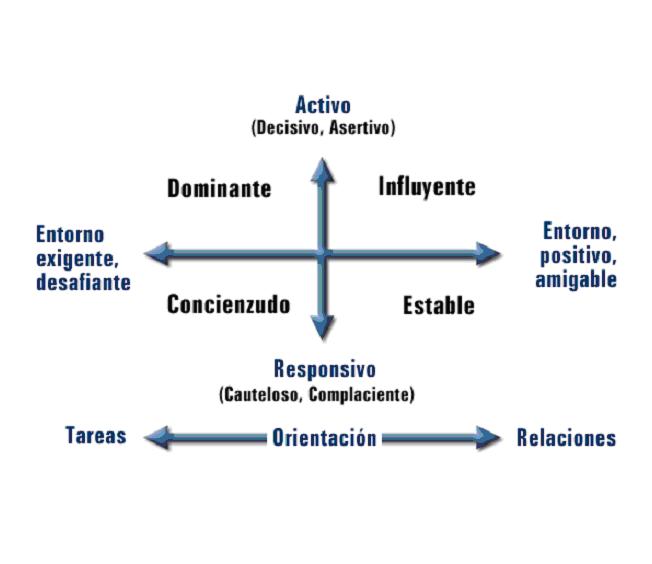 Activo
(Decisivo, Asertivo)
Dominante
Influyente
Entorno
exigente,
desafiante
Entorno,
positivo,
amigable
Concienzudo
Estable
Responsivo
(Cauteloso, Complaciente)
Tareas
Orientación
Relaciones